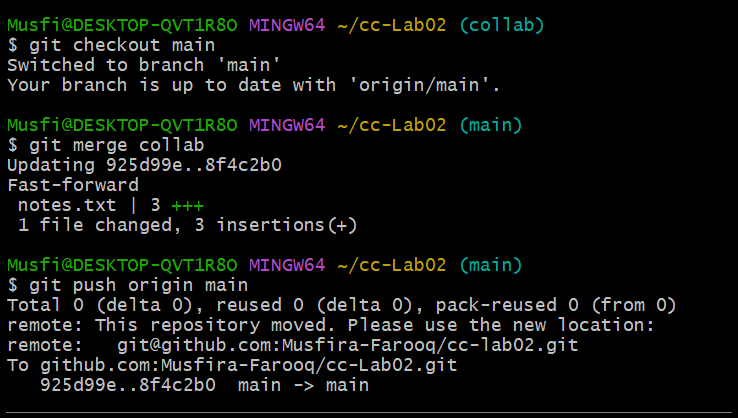 Musfi@DESKTOP-QVT1R8O MINGW64 ~/cc-Lab02 (collab)
$ git checkout main
Switched to branch 'main'
Your branch is up to date with 'origin/main'.
Musfi@DESKTOP-QVT1R8O MINGW64 ~/cc-Lab02 (main)
$ git merge collab
Updating 925d99e..8f4c2b0
Fast-forward
 notes.txt | 3 +++
 1 file changed, 3 insertions(+)
Musfi@DESKTOP-QVT1R8O MINGW64 ~/cc-Lab02 (main)
$ git push origin main
Total 0 (delta 0), reused 0 (delta 0), pack-reused 0 (from 0)
remote: This repository moved. Please use the new location:
remote:   git@github.com:Musfira-Farooq/cc-lab02.git
To github.com:Musfira-Farooq/cc-Lab02.git
   925d99e..8f4c2b0  main -> main